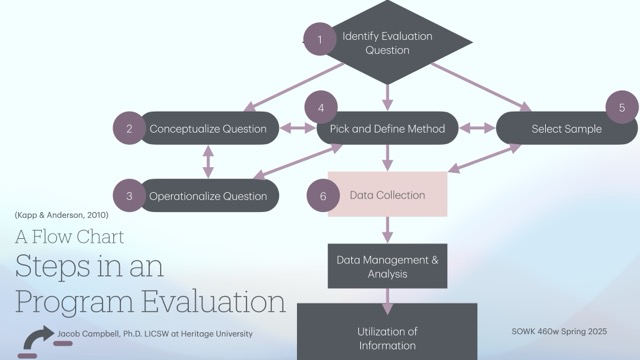 1
Identify Evaluation
Question
2
Conceptualize Question
4
Pick and Define Method
5
Select Sample
3
Operationalize Question
6
Data Collection
(Kapp & Anderson, 2010)
A Flow Chart
Steps in an
Program Evaluation
Data Management &
Analysis
Utilization of
Information
Jacob Campbell, Ph.D. LICSW at Heritage University
SOWK 460w Spring 2025